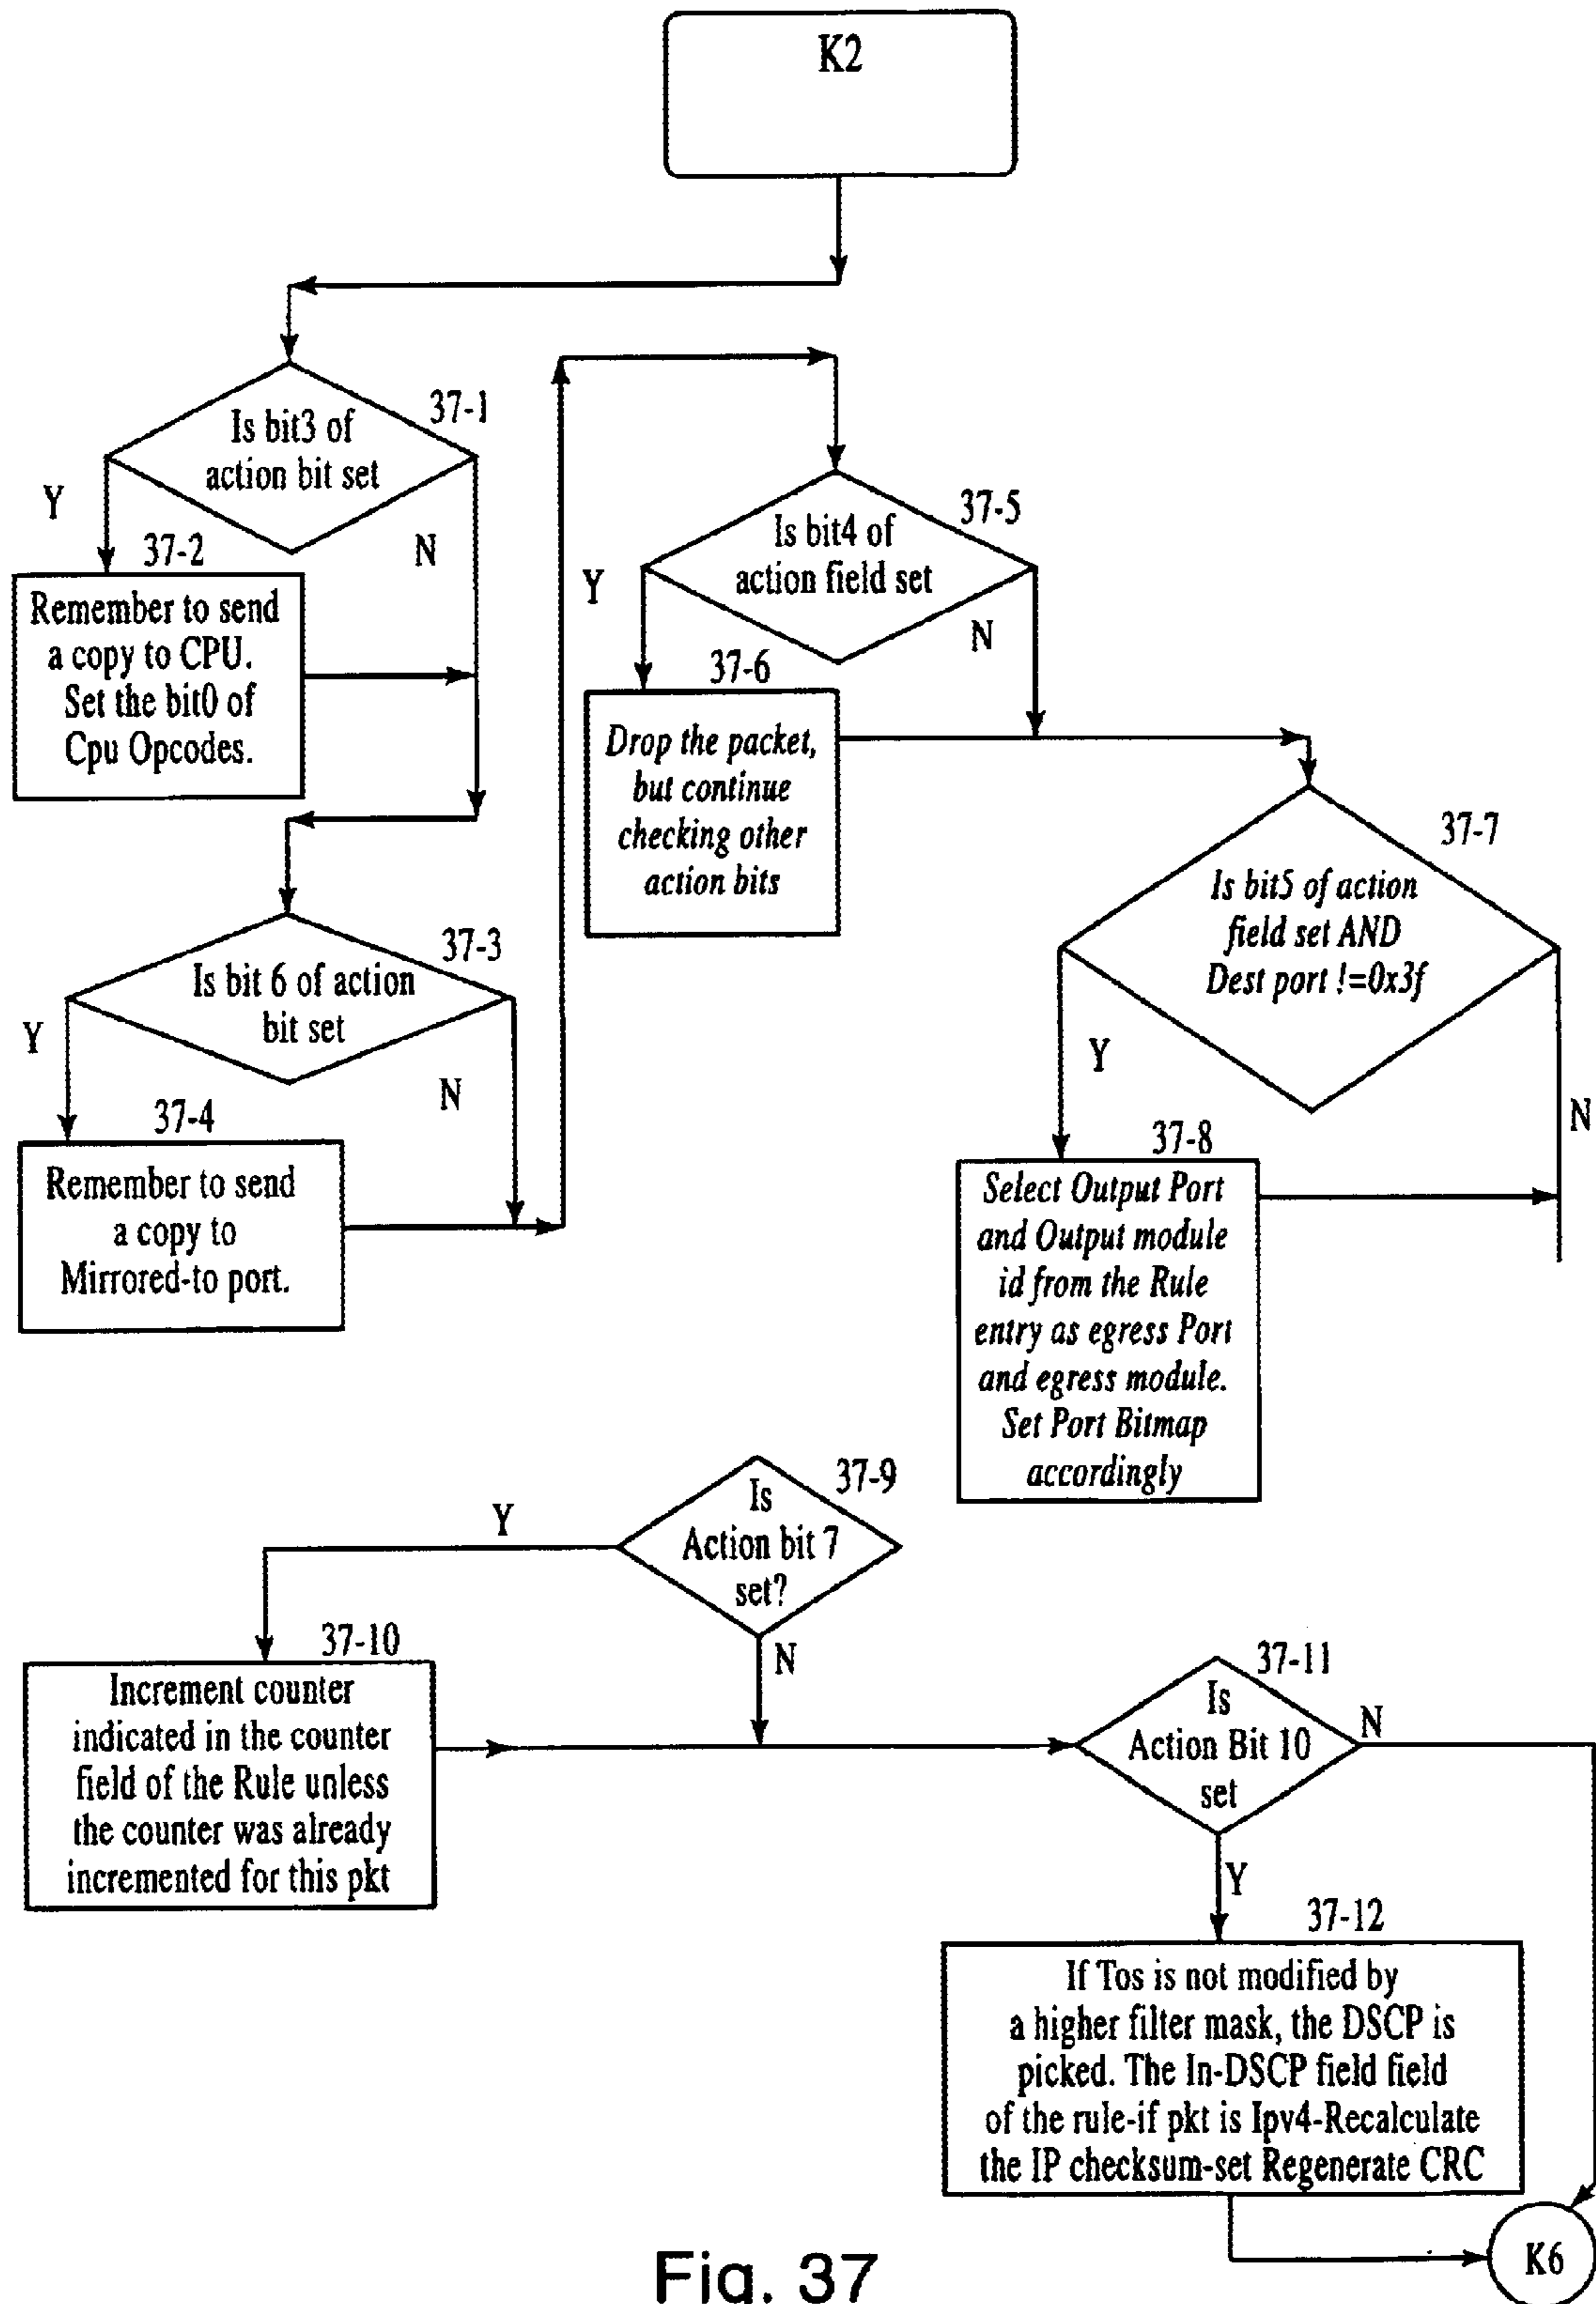 K2
37-1
Is bit3 of
action bit set
Y
N
37-2
Remember to send
a copy to CPU.
Set the bit0 of
Cpu Opcodes.
37-3
Is bit 6 of action
bit set
Y
N
37-4
Remember to send
a copy to
Mirrored-to port.
37-5
Is bit4 of
action field set
Y
N
37-6
Drop the packet,
but continue
checking other
action bits
37-7
Is bit5 of action
field set AND
Dest port !=0x3f
Y
N
37-8
Select Output Port
and Output module
id from the Rule
entry as egress Port
and egress module.
Set Port Bitmap
accordingly
37-9
Is
Action bit 7
set?
Y
N
37-10
Increment counter
indicated in the counter
field of the Rule unless
the counter was already
incremented for this pkt
37-11
Is
Action Bit 10
set
N
Y
37-12
If Tos is not modified by
a higher filter mask, the DSCP is
picked. The In-DSCP field field
of the rule-if pkt is Ipv4-Recalculate
the IP checksum-set Regenerate CRC
K6
Fig. 37